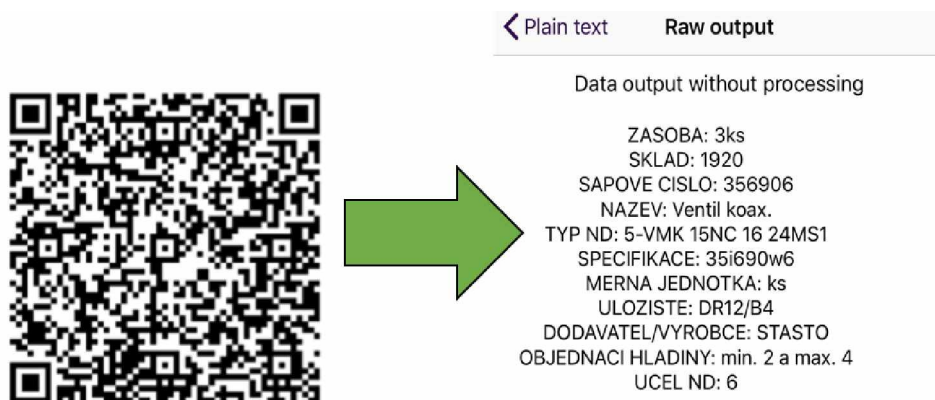 Plain text
Raw output
Data output without processing
ZASOBA: 3ks
SKLAD: 1920
SAPOVE CISLO: 356906
NAZEV: Ventil koax.
TYP ND: 5-VMK 15NC 16 24MS1
SPECIFIKACE: 35i690w6
MERNA JEDNOTKA: ks
ULOZISTE: DR12/B4
DODAVATEL/VYROBCE: STASTO
OBJEDNACI HLADINY: min. 2 a max. 4
UCEL ND: 6